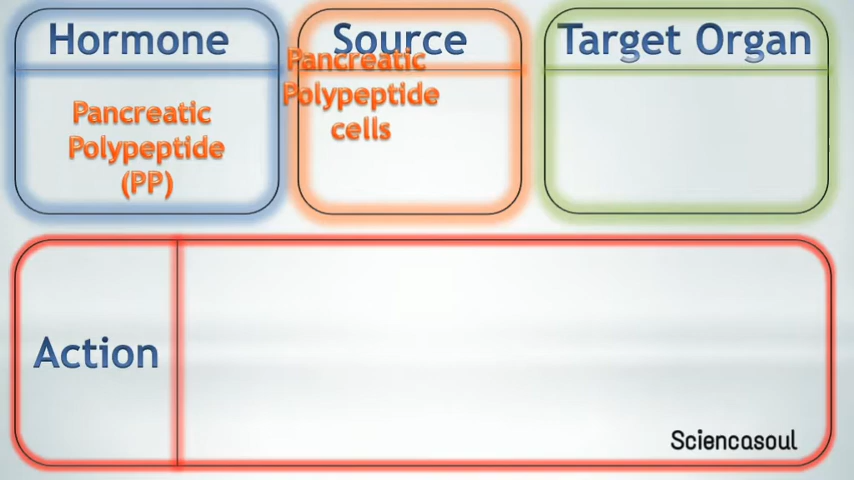 Hormone
Pancreatic
Polypeptide
(PP)
Source
Pancreatic
Polypeptide
cells
Target Organ
Action
Sciencasoul